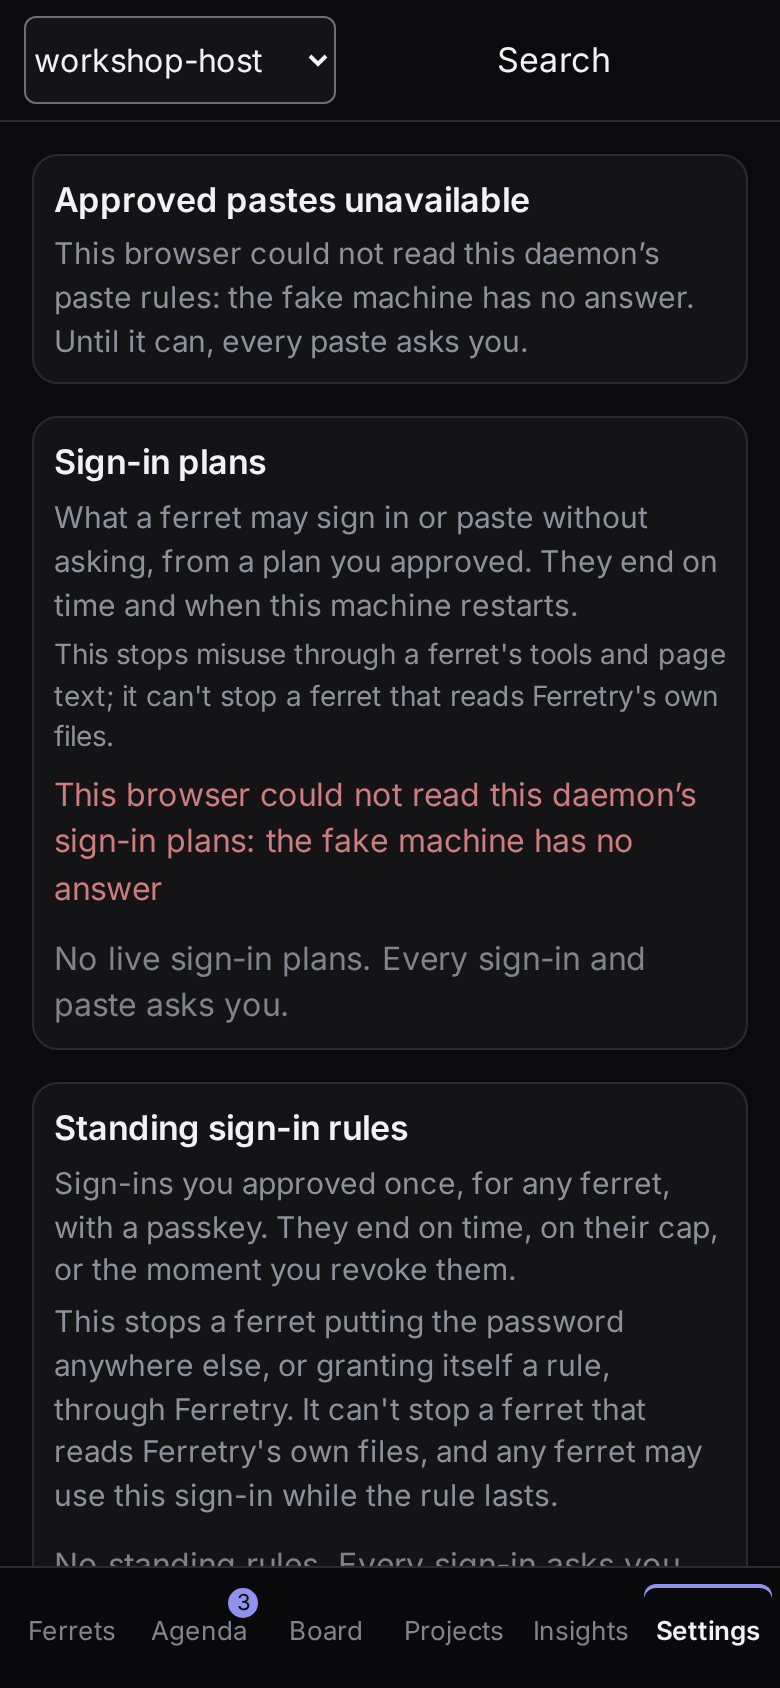 workshop-host
Search
Approved pastes unavailable
This browser could not read this daemon’s
paste rules: the fake machine has no answer.
Until it can, every paste asks you.
Sign-in plans
What a ferret may sign in or paste without
asking, from a plan you approved. They end on
time and when this machine restarts.
This stops misuse through a ferret's tools and page
text; it can't stop a ferret that reads Ferretry's own
files.
This browser could not read this daemon’s
sign-in plans: the fake machine has no
answer
No live sign-in plans. Every sign-in and
paste asks you.
Standing sign-in rules
Sign-ins you approved once, for any ferret,
with a passkey. They end on time, on their cap,
or the moment you revoke them.
This stops a ferret putting the password
anywhere else, or granting itself a rule,
through Ferretry. It can't stop a ferret that
reads Ferretry's own files, and any ferret may
use this sign-in while the rule lasts.
No standing rules. Every sign-in asks you
3
Ferrets Agenda Board Projects Insights Settings